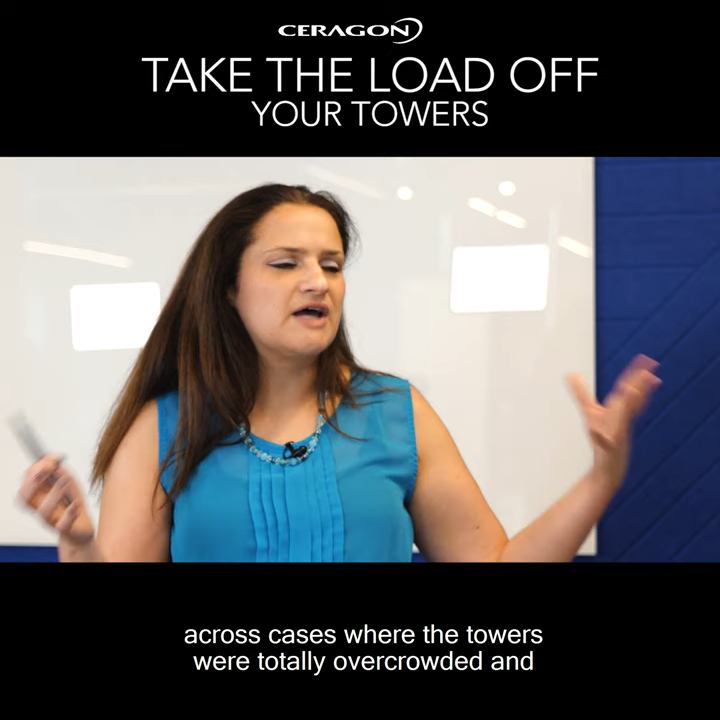 CERAGON
TAKE THE LOAD OFF
YOUR TOWERS
across cases where the towers
were totally overcrowded and